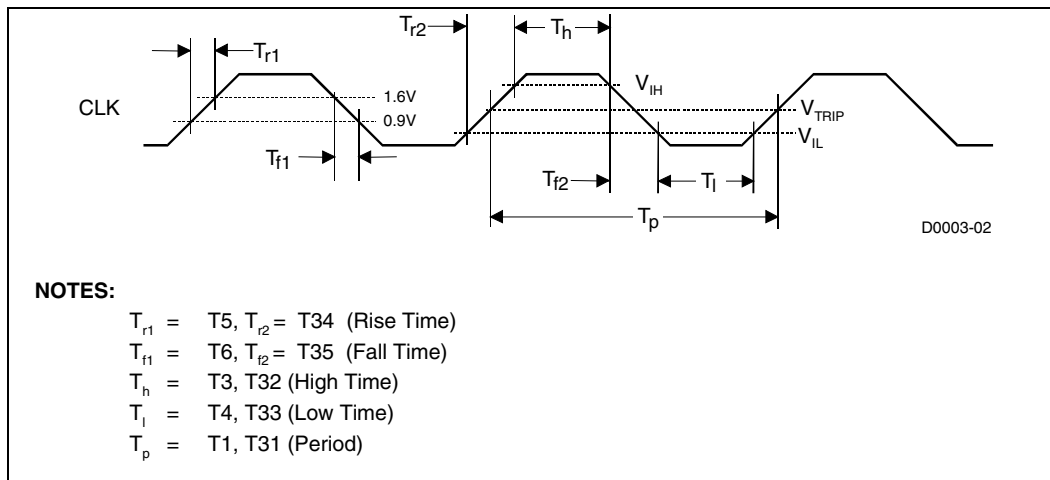 Tr2
Th
Tr1
VIH
CLK
1.6V
VTRIP
0.9V
VIL
Tf1
Tf2
Tl
Tp
D0003-02
NOTES:
Tr1 = T5, Tr2 = T34 (Rise Time)
Tf1 = T6, Tf2 = T35 (Fall Time)
Th = T3, T32 (High Time)
Tl = T4, T33 (Low Time)
Tp = T1, T31 (Period)